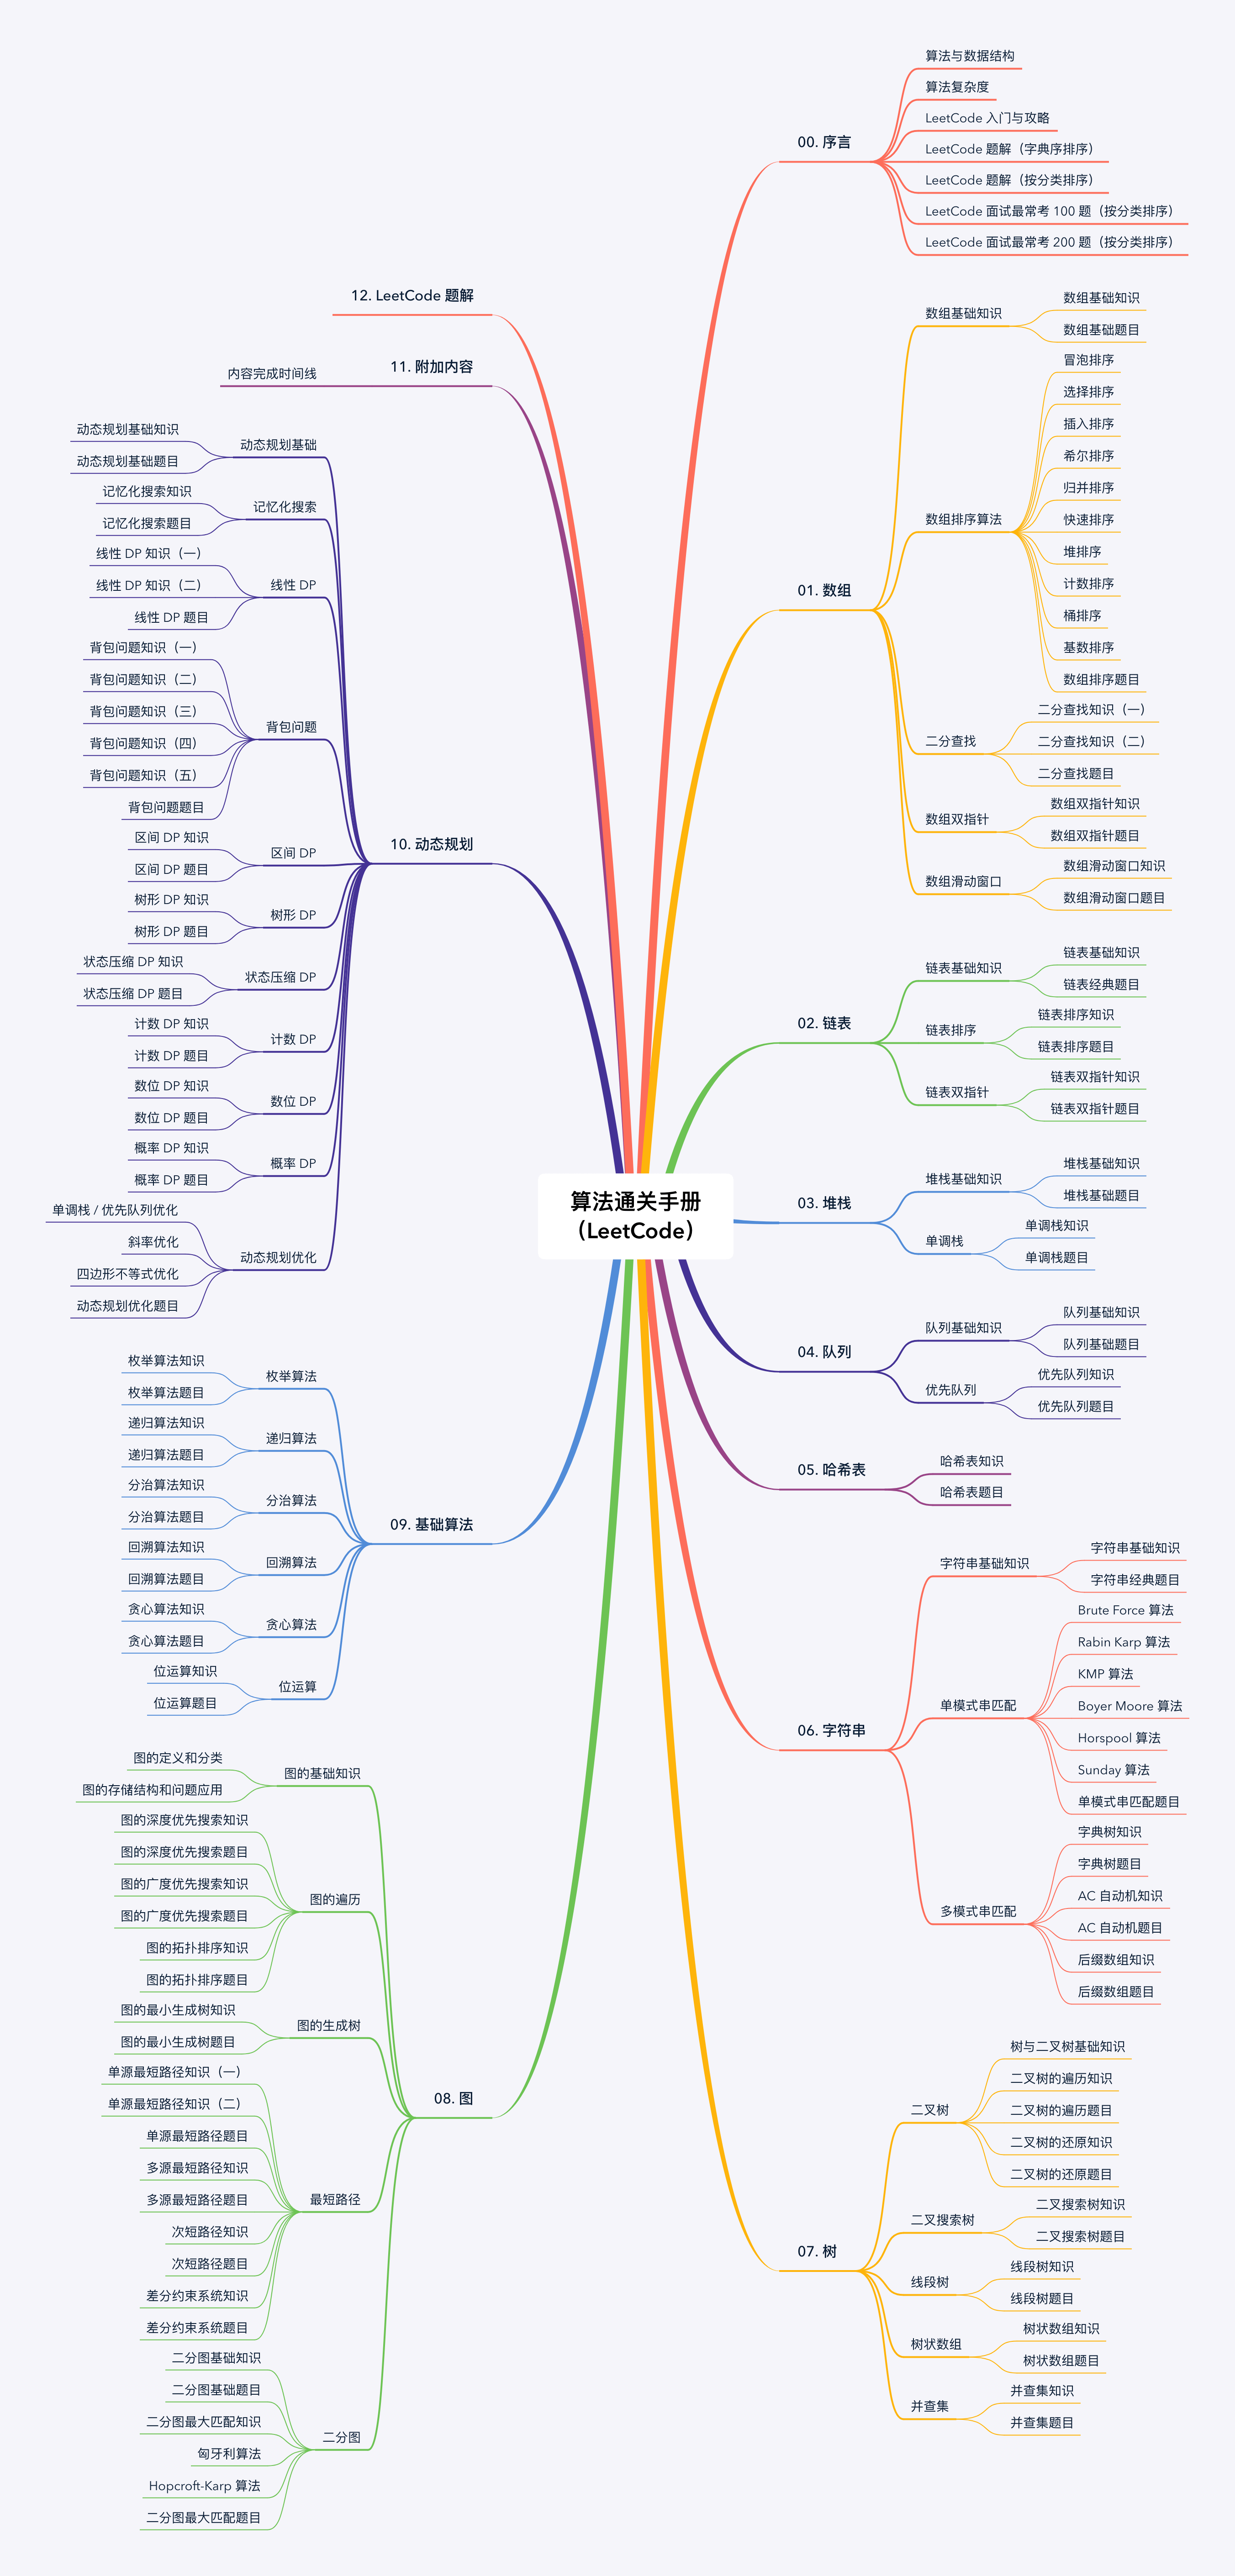 算法通关手册
（LeetCode）
00. 序言
算法与数据结构
算法复杂度
LeetCode 入门与攻略
LeetCode 题解（字典序排序）
LeetCode 题解（按分类排序）
LeetCode 面试最常考 100 题（按分类排序）
LeetCode 面试最常考 200 题（按分类排序）
01. 数组
数组基础知识
数组基础知识
数组基础题目
数组排序算法
冒泡排序
选择排序
插入排序
希尔排序
归并排序
快速排序
堆排序
计数排序
桶排序
基数排序
数组排序题目
二分查找
二分查找知识（一）
二分查找知识（二）
二分查找题目
数组双指针
数组双指针知识
数组双指针题目
数组滑动窗口
数组滑动窗口知识
数组滑动窗口题目
02. 链表
链表基础知识
链表基础知识
链表经典题目
链表排序
链表排序知识
链表排序题目
链表双指针
链表双指针知识
链表双指针题目
03. 堆栈
堆栈基础知识
堆栈基础知识
堆栈基础题目
单调栈
单调栈知识
单调栈题目
04. 队列
队列基础知识
队列基础知识
队列基础题目
优先队列
优先队列知识
优先队列题目
05. 哈希表
哈希表知识
哈希表题目
06. 字符串
字符串基础知识
字符串基础知识
字符串经典题目
单模式串匹配
Brute Force 算法
Rabin Karp 算法
KMP 算法
Boyer Moore 算法
Horspool 算法
Sunday 算法
单模式串匹配题目
多模式串匹配
字典树知识
字典树题目
AC 自动机知识
AC 自动机题目
后缀数组知识
后缀数组题目
07. 树
二叉树
树与二叉树基础知识
二叉树的遍历知识
二叉树的遍历题目
二叉树的还原知识
二叉树的还原题目
二叉搜索树
二叉搜索树知识
二叉搜索树题目
线段树
线段树知识
线段树题目
树状数组
树状数组知识
树状数组题目
并查集
并查集知识
并查集题目
08. 图
图的基础知识
图的定义和分类
图的存储结构和问题应用
图的遍历
图的深度优先搜索知识
图的深度优先搜索题目
图的广度优先搜索知识
图的广度优先搜索题目
图的拓扑排序知识
图的拓扑排序题目
图的生成树
图的最小生成树知识
图的最小生成树题目
最短路径
单源最短路径知识（一）
单源最短路径知识（二）
单源最短路径题目
多源最短路径知识
多源最短路径题目
次短路径知识
次短路径题目
差分约束系统知识
差分约束系统题目
二分图
二分图基础知识
二分图基础题目
二分图最大匹配知识
匈牙利算法
Hopcroft-Karp 算法
二分图最大匹配题目
09. 基础算法
枚举算法
枚举算法知识
枚举算法题目
递归算法
递归算法知识
递归算法题目
分治算法
分治算法知识
分治算法题目
回溯算法
回溯算法知识
回溯算法题目
贪心算法
贪心算法知识
贪心算法题目
位运算
位运算知识
位运算题目
10. 动态规划
动态规划基础
动态规划基础知识
动态规划基础题目
记忆化搜索
记忆化搜索知识
记忆化搜索题目
线性 DP
线性 DP 知识（一）
线性 DP 知识（二）
线性 DP 题目
背包问题
背包问题知识（一）
背包问题知识（二）
背包问题知识（三）
背包问题知识（四）
背包问题知识（五）
背包问题题目
区间 DP
区间 DP 知识
区间 DP 题目
树形 DP
树形 DP 知识
树形 DP 题目
状态压缩 DP
状态压缩 DP 知识
状态压缩 DP 题目
计数 DP
计数 DP 知识
计数 DP 题目
数位 DP
数位 DP 知识
数位 DP 题目
概率 DP
概率 DP 知识
概率 DP 题目
动态规划优化
单调栈 / 优先队列优化
斜率优化
四边形不等式优化
动态规划优化题目
11. 附加内容
内容完成时间线
12. LeetCode 题解